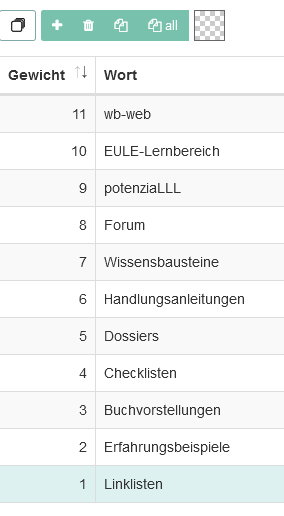 all
Gewicht Wort
11 wb-web
10 EULE-Lernbereich
9 potenziaLLL
8 Forum
7 Wissensbausteine
6 Handlungsanleitungen
5 Dossiers
4 Checklisten
3 Buchvorstellungen
2 Erfahrungsbeispiele
1 Linklisten